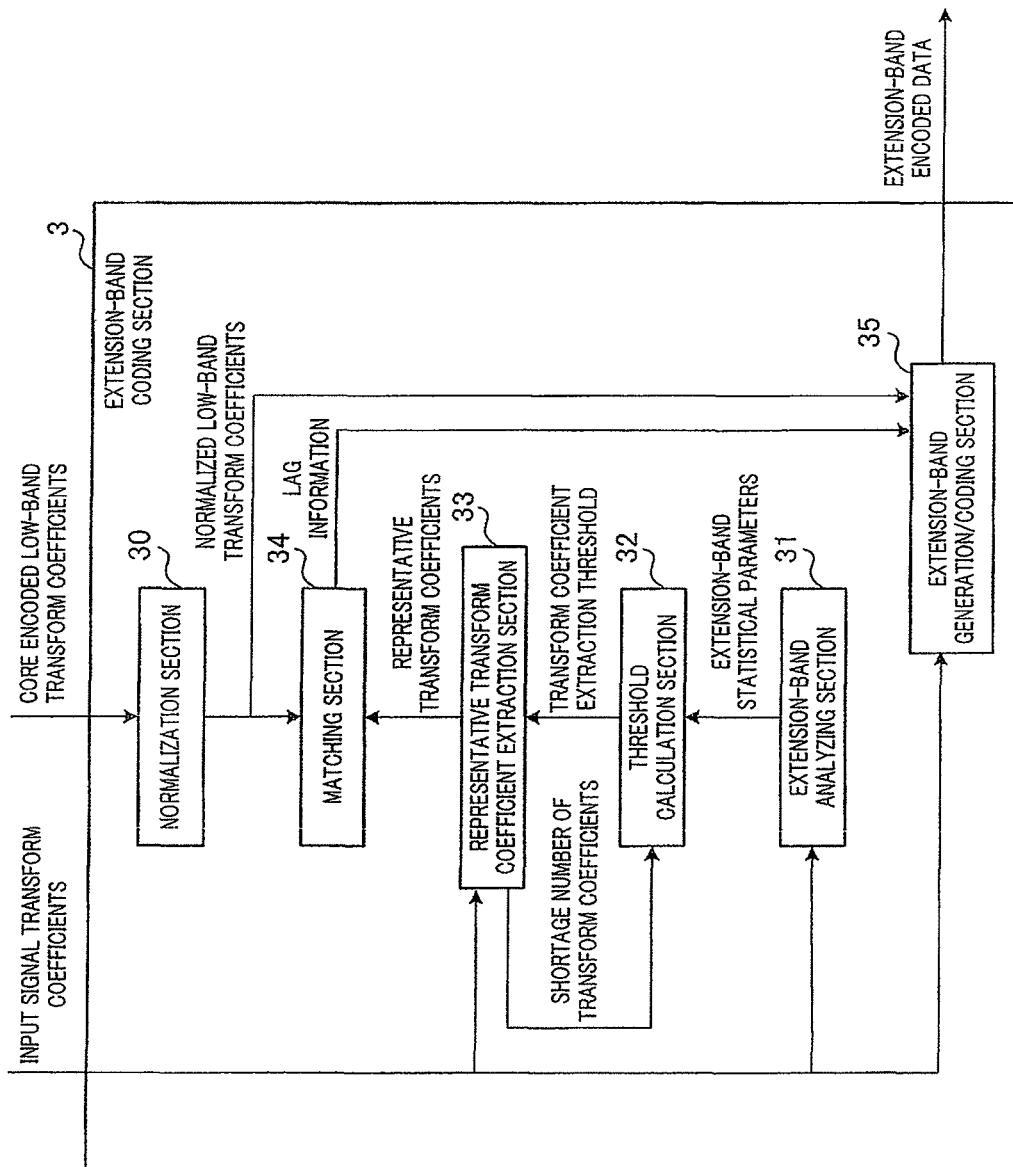 INPUT SIGNAL TRANSFORM
COEFFICIENTS
CORE ENCODED LOW-BAND
TRANSFORM COEFFICIENTS
3
EXTENSION-BAND
CODING SECTION
30
NORMALIZATION SECTION
NORMALIZED LOW-BAND
TRANSFORM COEFFICIENTS
34
MATCHING SECTION
LAG
INFORMATION
REPRESENTATIVE
TRANSFORM COEFFICIENTS
33
REPRESENTATIVE TRANSFORM
COEFFICIENT EXTRACTION SECTION
SHORTAGE NUMBER OF
TRANSFORM COEFFICIENTS
TRANSFORM COEFFICIENT
EXTRACTION THRESHOLD
32
THRESHOLD
CALCULATION SECTION
EXTENSION-BAND
STATISTICAL PARAMETERS
31
EXTENSION-BAND
ANALYZING SECTION
35
EXTENSION-BAND
GENERATION/CODING SECTION
EXTENSION-BAND
ENCODED DATA